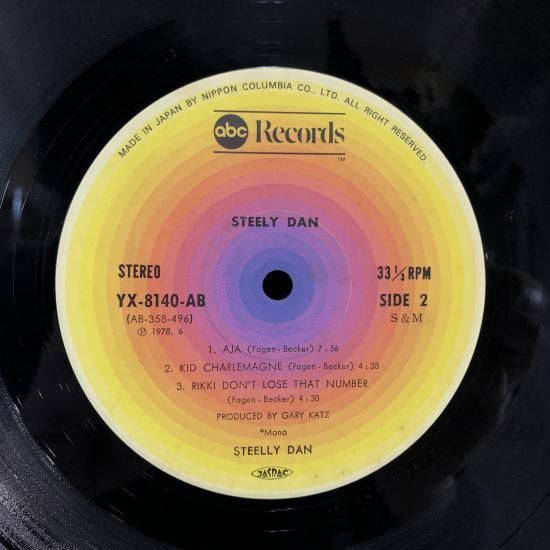 MADE IN JAPAN BY NIPPON COLUMBIA CO., LTD. ALL RIGHT RESERVED
abc Records
TM
STEELY DAN
STEREO
33 1/3 RPM
YX-8140-AB
SIDE 2
(AB-358-496)
S & M
Ⓟ 1978. 6
1. AJA (Fagen - Becker) 7 : 56
2. KID CHARLEMAGNE (Fagen - Becker) 4 : 38
3. RIKKI DON'T LOSE THAT NUMBER
(Fagen - Becker) 4 : 30
PRODUCED BY GARY KATZ
*Mono
STEELLY DAN
JASRAC